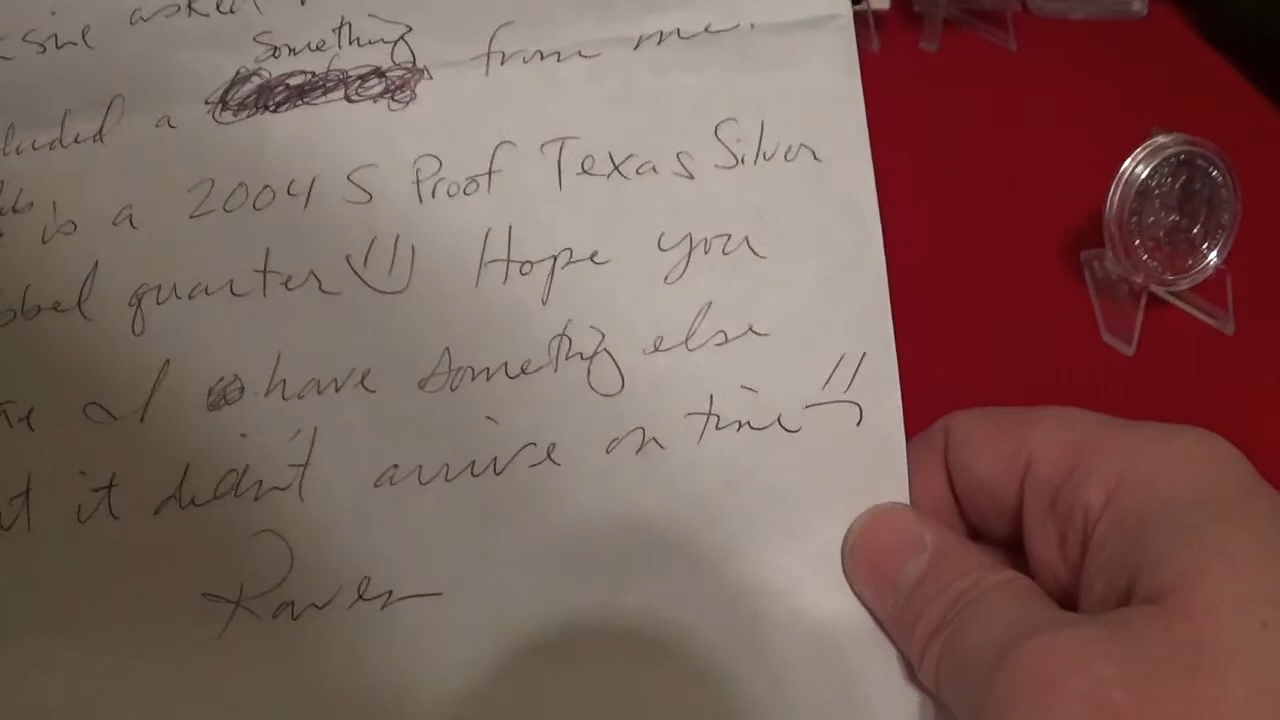 she asked
Something
a from me.
is a 2004 S Proof Texas Silver
quarter Hope you
I have something else
it didn't arrive on time
Raven